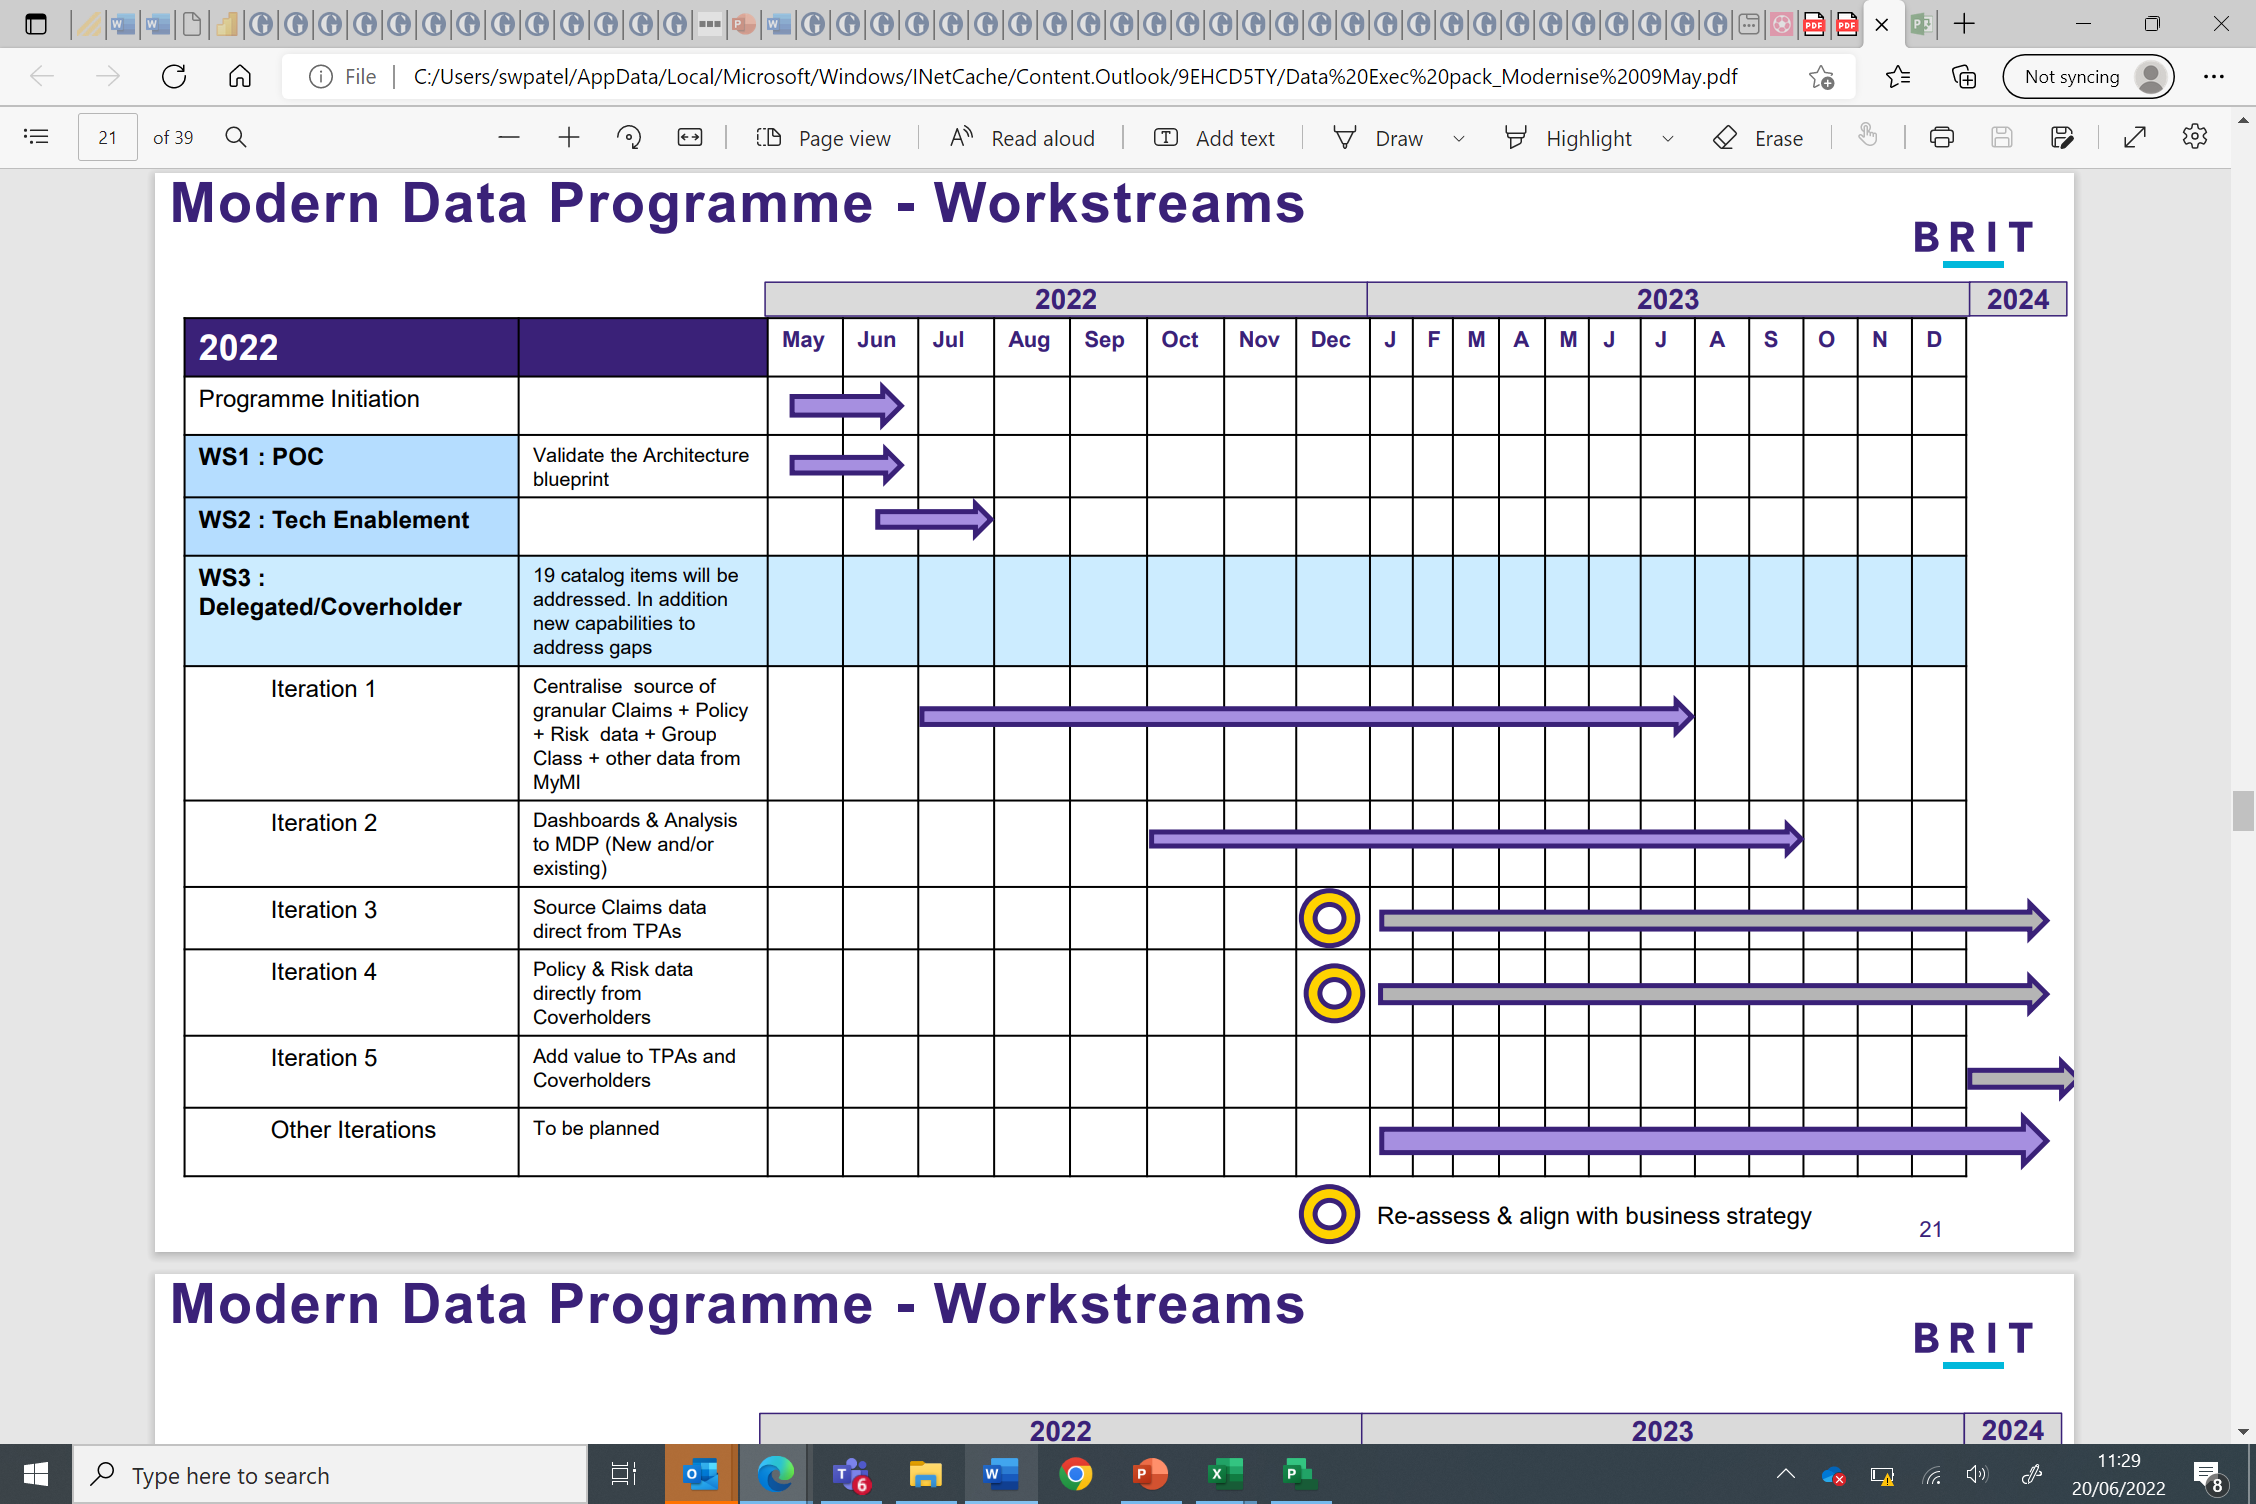 File
C:/Users/swpatel/AppData/Local/Microsoft/Windows/INetCache/Content.Outlook/9EHCD5TY/Data%20Exec%20pack_Modernise%2009May.pdf
Not syncing
21
of 39
Page view
Read aloud
Add text
Draw
Highlight
Erase
Modern Data Programme - Workstreams
BRIT
2022
2023
2024
2022
May
Jun
Jul
Aug
Sep
Oct
Nov
Dec
J
F
M
A
M
J
J
A
S
O
N
D
Programme Initiation
WS1 : POC
Validate the Architecture
blueprint
WS2 : Tech Enablement
WS3 :
Delegated/Coverholder
19 catalog items will be
addressed. In addition
new capabilities to
address gaps
Iteration 1
Centralise source of
granular Claims + Policy
+ Risk data + Group
Class + other data from
MyMI
Iteration 2
Dashboards & Analysis
to MDP (New and/or
existing)
Iteration 3
Source Claims data
direct from TPAs
Iteration 4
Policy & Risk data
directly from
Coverholders
Iteration 5
Add value to TPAs and
Coverholders
Other Iterations
To be planned
Re-assess & align with business strategy
21
Modern Data Programme - Workstreams
BRIT
2022
2023
2024
Type here to search
6
11:29
20/06/2022
8